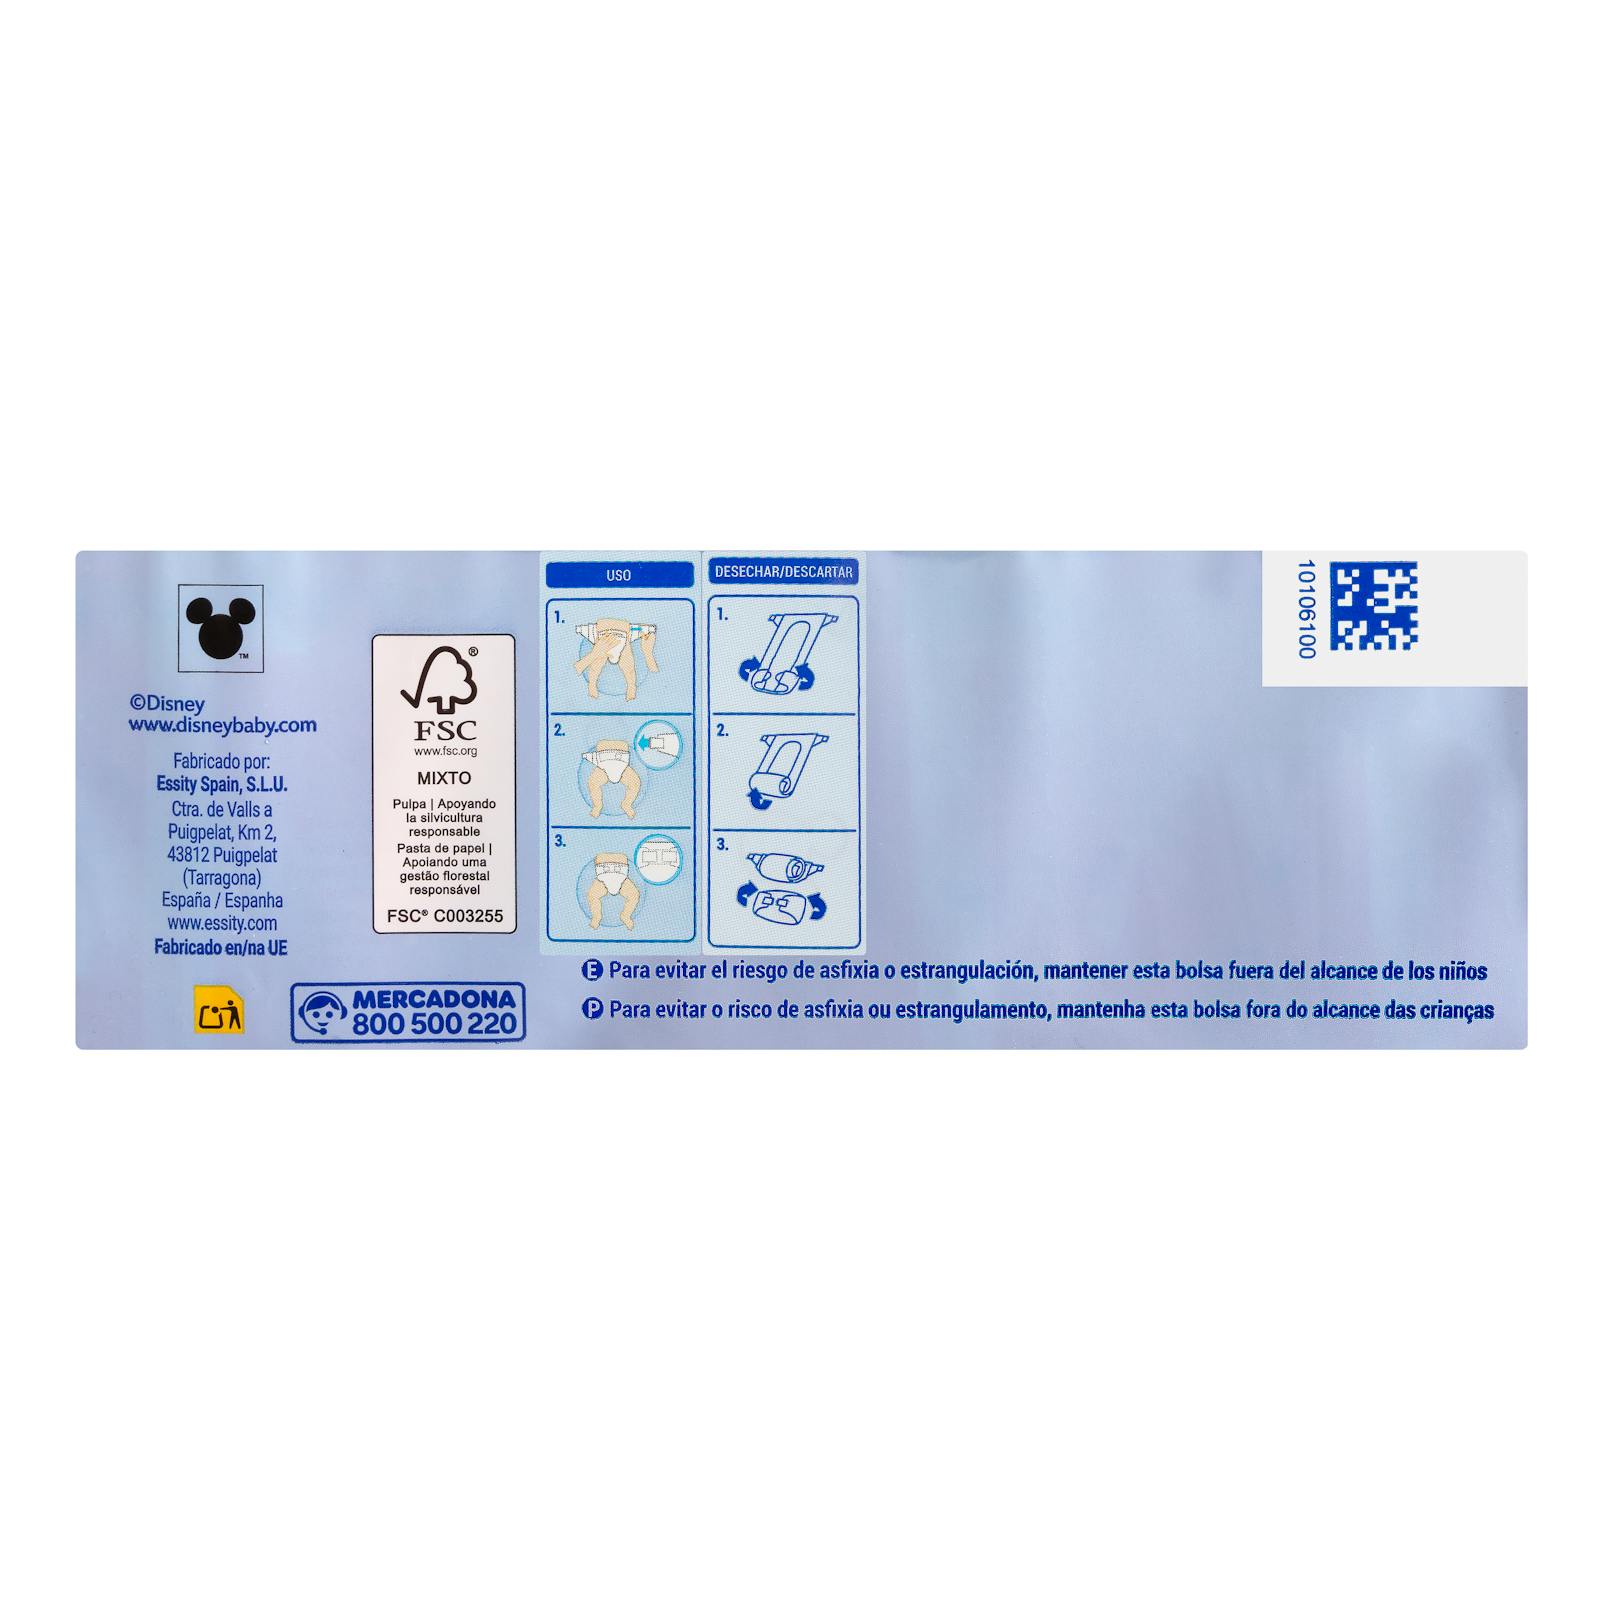 TM
©Disney
www.disneybaby.com
Fabricado por:
Essity Spain, S.L.U.
Ctra. de Valls a
Puigpelat, Km 2,
43812 Puigpelat
(Tarragona)
España / Espanha
www.essity.com
Fabricado en/na UE
MERCADONA
800 500 220
®
FSC
www.fsc.org
MIXTO
Pulpa | Apoyando
la silvicultura
responsable
Pasta de papel |
Apoiando uma
gestão florestal
responsável
FSC® C003255
USO
1.
2.
3.
DESECHAR/DESCARTAR
1.
2.
3.
10106100
E Para evitar el riesgo de asfixia o estrangulación, mantener esta bolsa fuera del alcance de los niños
P Para evitar o risco de asfixia ou estrangulamento, mantenha esta bolsa fora do alcance das crianças